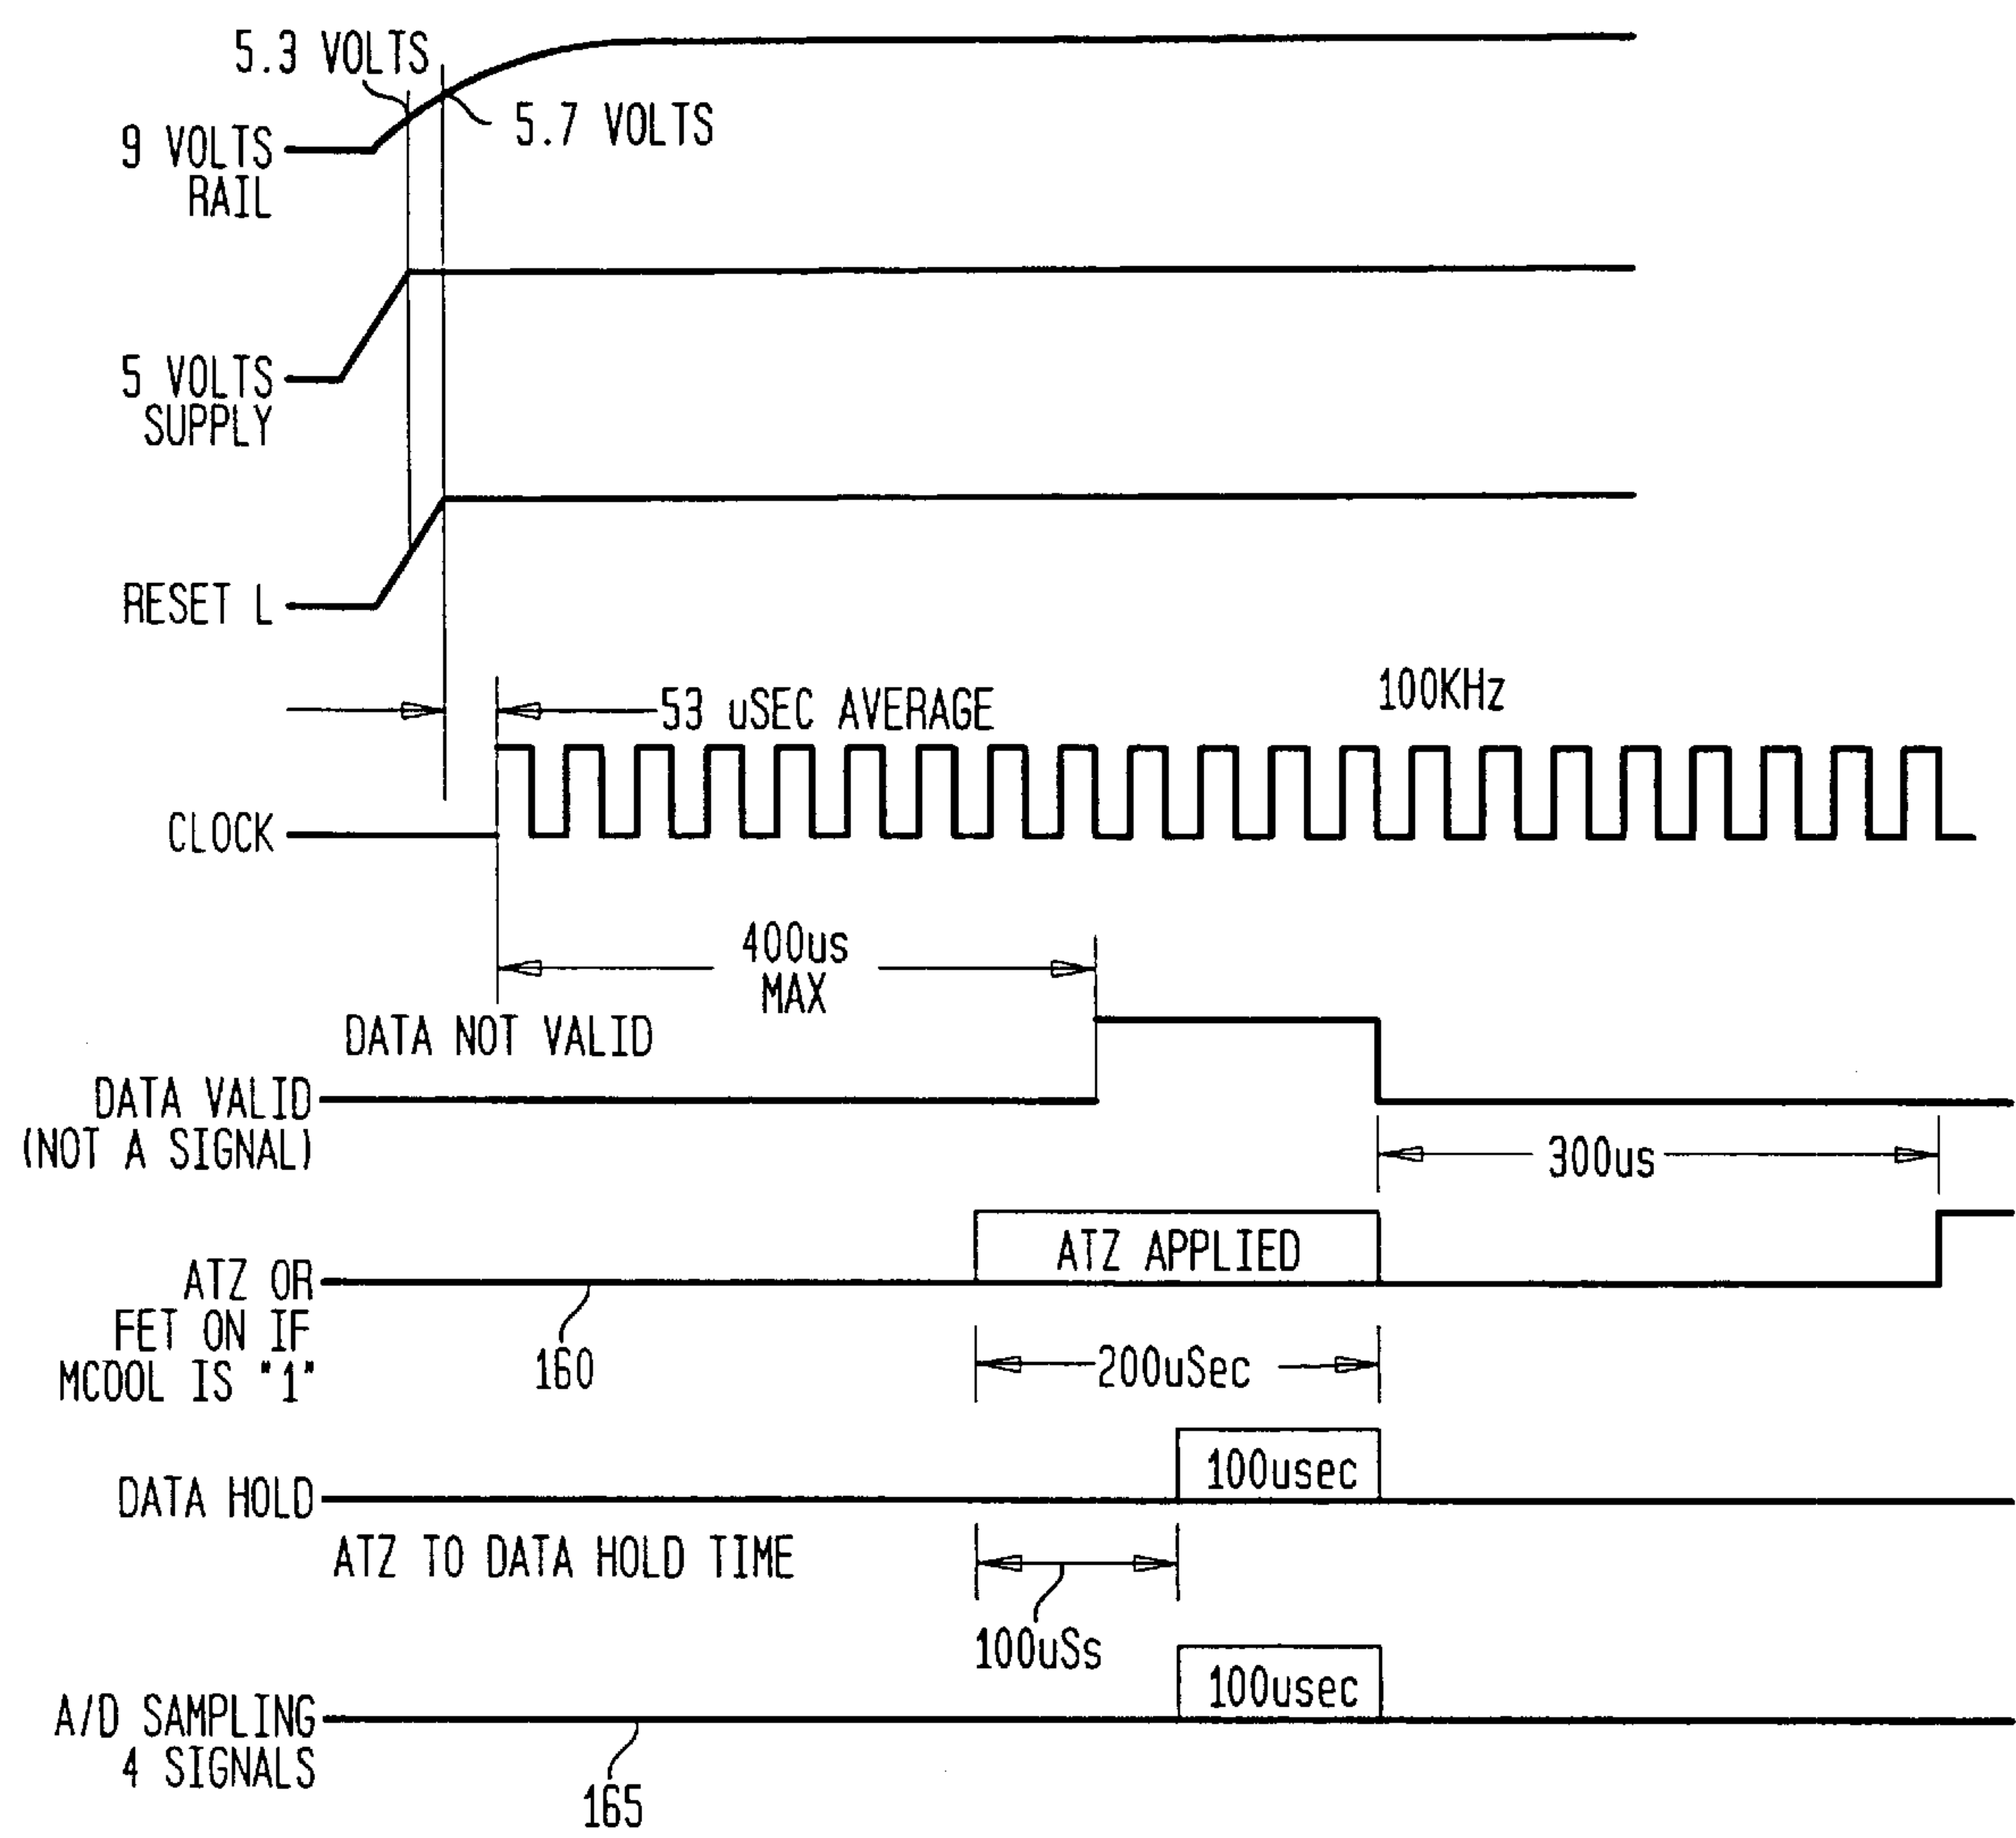 5.3 VOLTS
5.7 VOLTS
9 VOLTS
RAIL
5 VOLTS
SUPPLY
RESET L
53 uSEC AVERAGE
100KHz
CLOCK
400us
MAX
DATA NOT VALID
DATA VALID
(NOT A SIGNAL)
300us
ATZ APPLIED
ATZ OR
FET ON IF
MCOOL IS "1"
160
200uSec
100usec
DATA HOLD
ATZ TO DATA HOLD TIME
100uSs
100usec
A/D SAMPLING
4 SIGNALS
165